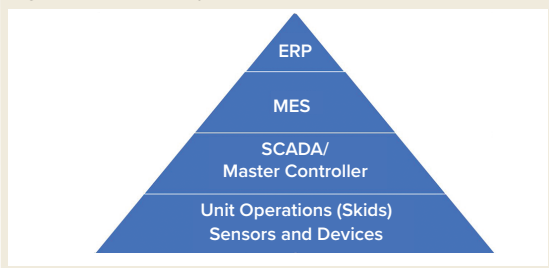 ERP
MES
SCADA/
Master Controller
Unit Operations (Skids)
Sensors and Devices